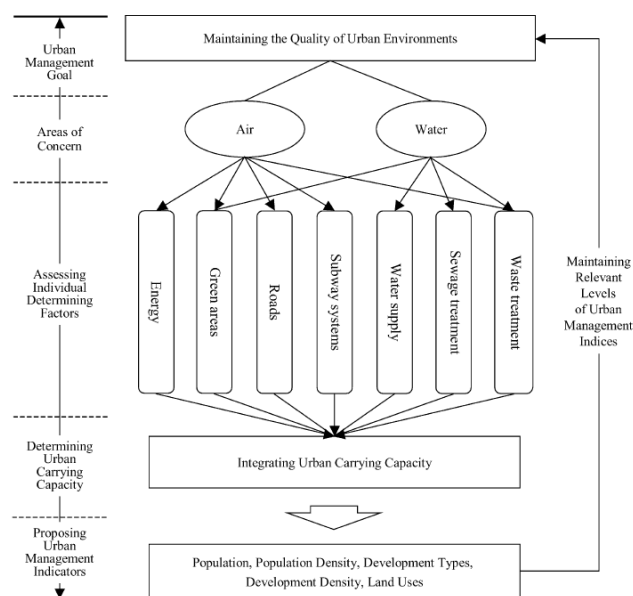 Urban
Management
Goal
Maintaining the Quality of Urban Environments
Areas of
Concern
Air
Water
Assessing
Individual
Determining
Factors
Energy
Green areas
Roads
Subway systems
Water supply
Sewage treatment
Waste treatment
Maintaining
Relevant
Levels
of Urban
Management
Indices
Determining
Urban
Carrying
Capacity
Integrating Urban Carrying Capacity
Proposing
Urban
Management
Indicators
Population, Population Density, Development Types,
Development Density, Land Uses